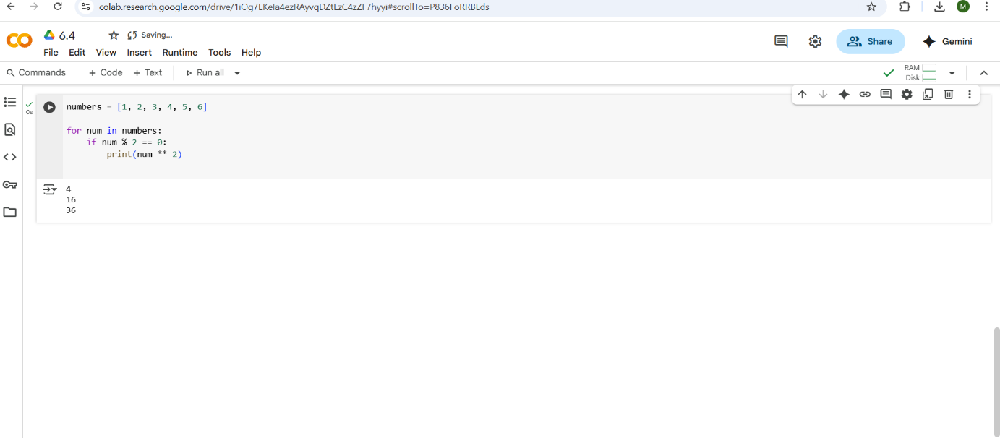 colab.research.google.com/drive/1iOg7LKeIa4ezRAyvqDZtLzC4zZF7hyyi#scrollTo=P836FoRRBLds
M
CO
6.4
Saving...
File Edit View Insert Runtime Tools Help
Share
Gemini
Commands + Code + Text Run all
RAM
Disk
0s
numbers = [1, 2, 3, 4, 5, 6]
for num in numbers:
    if num % 2 == 0:
        print(num ** 2)
4
16
36